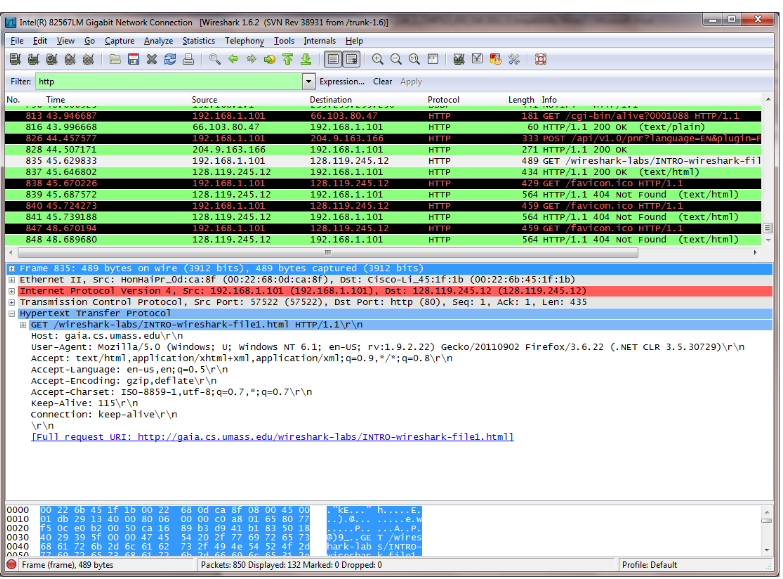 Intel(R) 82567LM Gigabit Network Connection [Wireshark 1.6.2 (SVN Rev 38931 from /trunk-1.6)]
File Edit View Go Capture Analyze Statistics Telephony Tools Internals Help
Filter: http Expression... Clear Apply
No. Time Source Destination Protocol Length Info
813 43.946687 192.168.1.101 66.103.80.47 HTTP 181 GET /cgi-bin/alive?0001088 HTTP/1.1
816 43.996668 66.103.80.47 192.168.1.101 HTTP 60 HTTP/1.1 200 OK (text/plain)
826 44.457577 192.168.1.101 204.9.163.166 HTTP 333 POST /api/v1.0/pnr?language=EN&plugin=F
828 44.507171 204.9.163.166 192.168.1.101 HTTP 271 HTTP/1.1 200 OK
835 45.629833 192.168.1.101 128.119.245.12 HTTP 489 GET /wireshark-labs/INTRO-wireshark-fil
837 45.646802 128.119.245.12 192.168.1.101 HTTP 434 HTTP/1.1 200 OK (text/html)
838 45.670226 192.168.1.101 128.119.245.12 HTTP 429 GET /favicon.ico HTTP/1.1
839 45.687572 128.119.245.12 192.168.1.101 HTTP 564 HTTP/1.1 404 Not Found (text/html)
840 45.724273 192.168.1.101 128.119.245.12 HTTP 459 GET /favicon.ico HTTP/1.1
841 45.739188 128.119.245.12 192.168.1.101 HTTP 564 HTTP/1.1 404 Not Found (text/html)
847 48.670194 192.168.1.101 128.119.245.12 HTTP 459 GET /favicon.ico HTTP/1.1
848 48.689680 128.119.245.12 192.168.1.101 HTTP 564 HTTP/1.1 404 Not Found (text/html)
Frame 835: 489 bytes on wire (3912 bits), 489 bytes captured (3912 bits)
Ethernet II, Src: HonHaiPr_0d:ca:8f (00:22:68:0d:ca:8f), Dst: Cisco-Li_45:1f:1b (00:22:6b:45:1f:1b)
Internet Protocol Version 4, Src: 192.168.1.101 (192.168.1.101), Dst: 128.119.245.12 (128.119.245.12)
Transmission Control Protocol, Src Port: 57522 (57522), Dst Port: http (80), Seq: 1, Ack: 1, Len: 435
Hypertext Transfer Protocol
GET /wireshark-labs/INTRO-wireshark-file1.html HTTP/1.1\r\n
Host: gaia.cs.umass.edu\r\n
User-Agent: Mozilla/5.0 (Windows; U; Windows NT 6.1; en-US; rv:1.9.2.22) Gecko/20110902 Firefox/3.6.22 (.NET CLR 3.5.30729)\r\n
Accept: text/html,application/xhtml+xml,application/xml;q=0.9,*/*;q=0.8\r\n
Accept-Language: en-us,en;q=0.5\r\n
Accept-Encoding: gzip,deflate\r\n
Accept-Charset: ISO-8859-1,utf-8;q=0.7,*;q=0.7\r\n
Keep-Alive: 115\r\n
Connection: keep-alive\r\n
\r\n
[Full request URI: http://gaia.cs.umass.edu/wireshark-labs/INTRO-wireshark-file1.html]
0000 00 22 6b 45 1f 1b 00 22 68 0d ca 8f 08 00 45 00 ."kE..." h.....E.
0010 01 db 29 13 40 00 80 06 00 00 c0 a8 01 65 80 77 ..).@... .....e.w
0020 f5 0c e0 b2 00 50 ca 16 89 b3 d9 41 b1 83 50 18 .....P.. ...A..P.
0030 40 29 39 5f 00 00 47 45 54 20 2f 77 69 72 65 73 @)9_..GE T /wires
0040 68 61 72 6b 2d 6c 61 62 73 2f 49 4e 54 52 4f 2d hark-lab s/INTRO-
0050 77 69 72 65 73 68 61 72 6b 2d 66 69 6c 65 31 2e wireshark-file1.
Frame (frame), 489 bytes Packets: 850 Displayed: 132 Marked: 0 Dropped: 0 Profile: Default